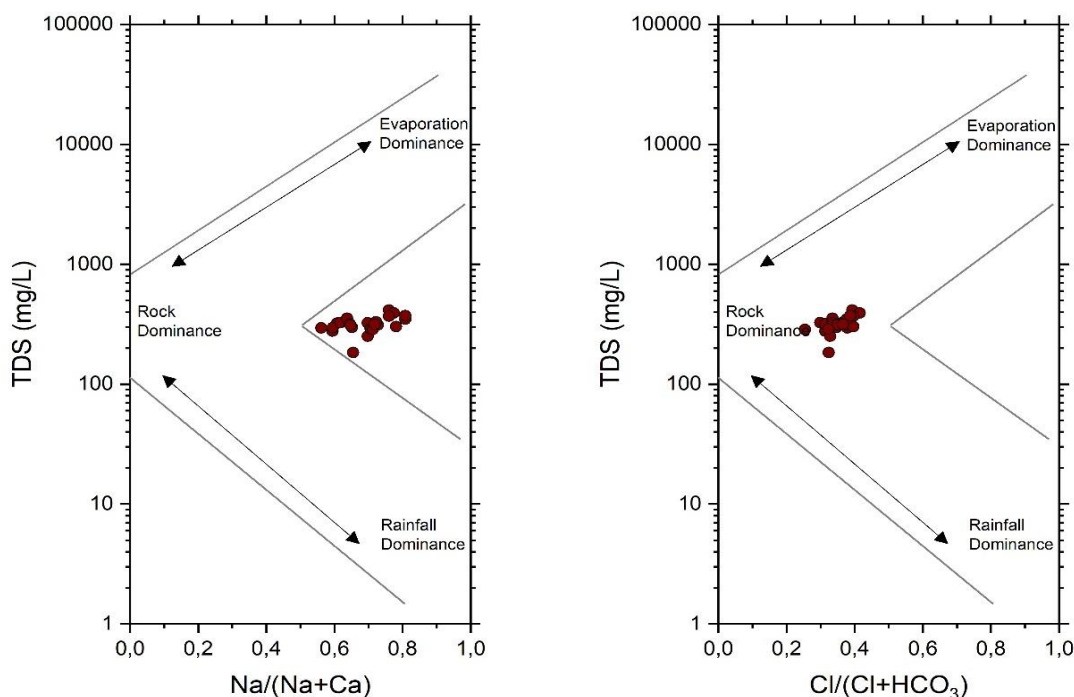 100000
10000
1000
100
10
1
TDS (mg/L)
Evaporation
Dominance
Rock
Dominance
Rainfall
Dominance
0,0 0,2 0,4 0,6 0,8 1,0
Na/(Na+Ca)
100000
10000
1000
100
10
1
TDS (mg/L)
Evaporation
Dominance
Rock
Dominance
Rainfall
Dominance
0,0 0,2 0,4 0,6 0,8 1,0
Cl/(Cl+HCO₃)